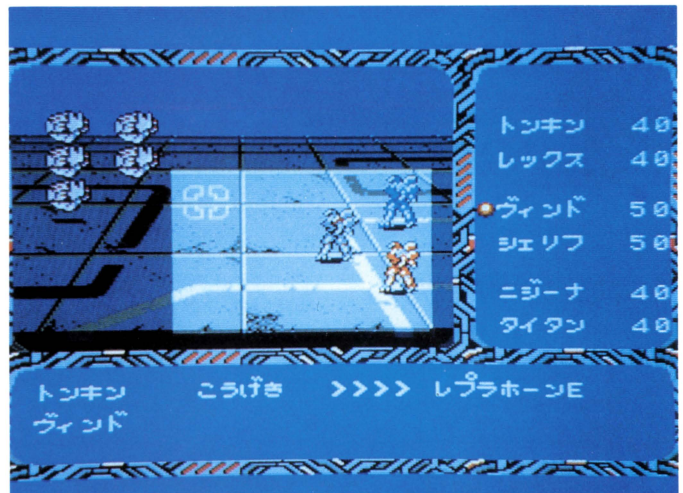 トンキン 40
レックス 40
ヴィンド 50
シェリフ 50
ニジーナ 40
タイタン 40
トンキン こうげき >>>> レプラホーンE
ヴィンド